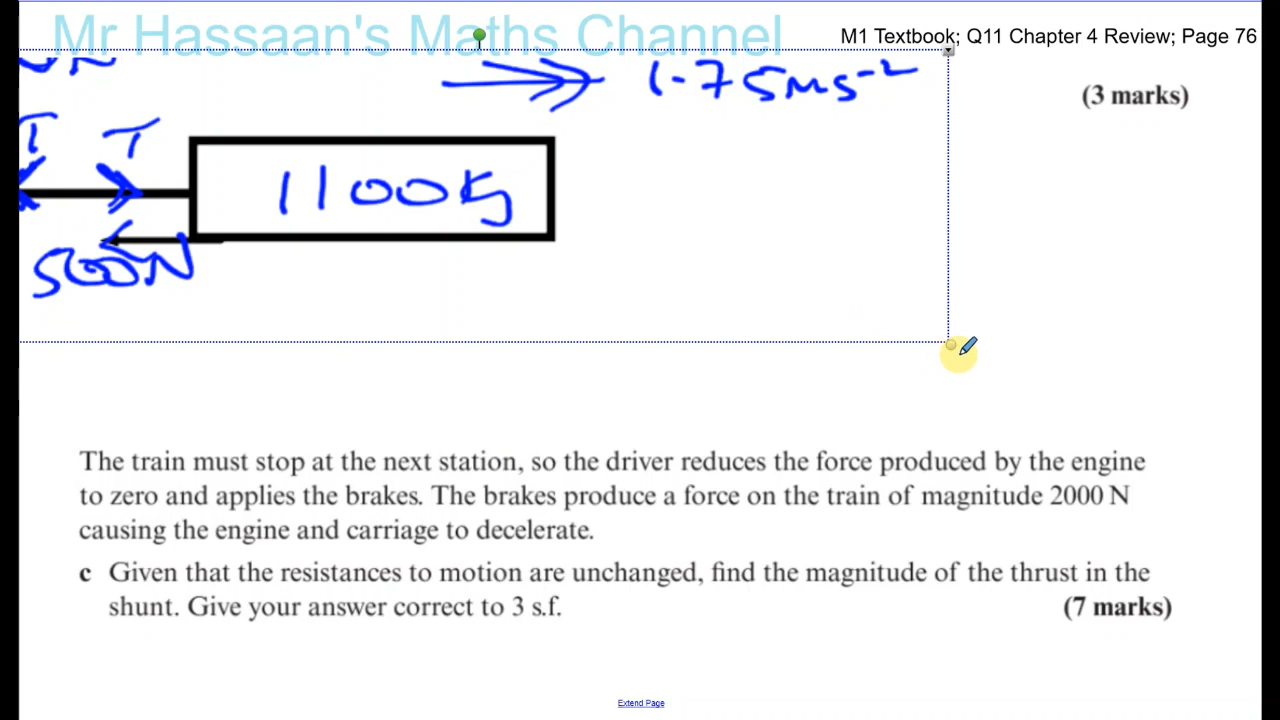 Mr Hassaan's Maths Channel
M1 Textbook; Q11 Chapter 4 Review; Page 76
1.75ms⁻²
(3 marks)
T
T
1100kg
500N
The train must stop at the next station, so the driver reduces the force produced by the engine
to zero and applies the brakes. The brakes produce a force on the train of magnitude 2000 N
causing the engine and carriage to decelerate.
c Given that the resistances to motion are unchanged, find the magnitude of the thrust in the
shunt. Give your answer correct to 3 s.f.
(7 marks)
Extend Page